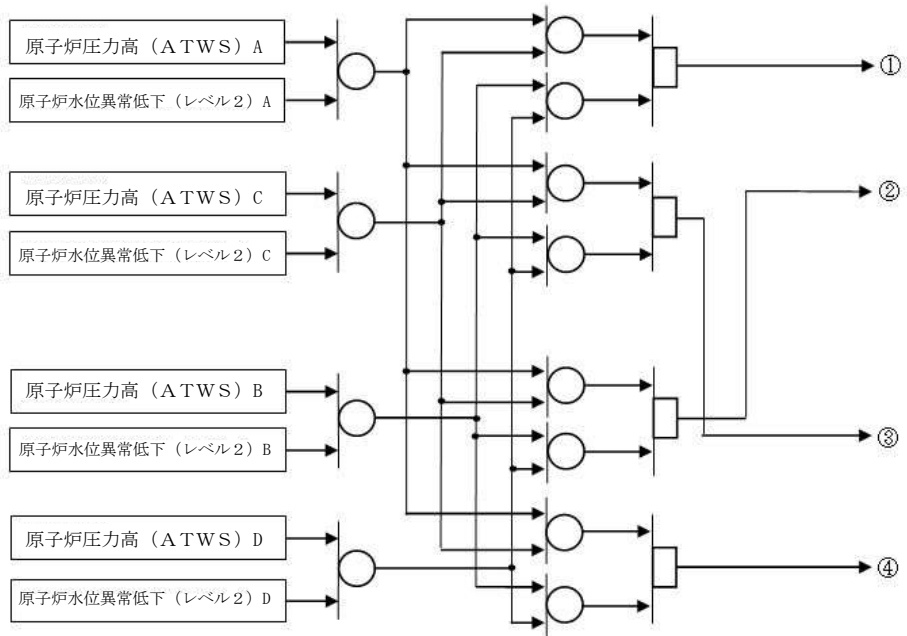 原子炉圧力高（ＡＴＷＳ）A
原子炉水位異常低下（レベル２）A
原子炉圧力高（ＡＴＷＳ）C
原子炉水位異常低下（レベル２）C
原子炉圧力高（ＡＴＷＳ）B
原子炉水位異常低下（レベル２）B
原子炉圧力高（ＡＴＷＳ）D
原子炉水位異常低下（レベル２）D
①
②
③
④